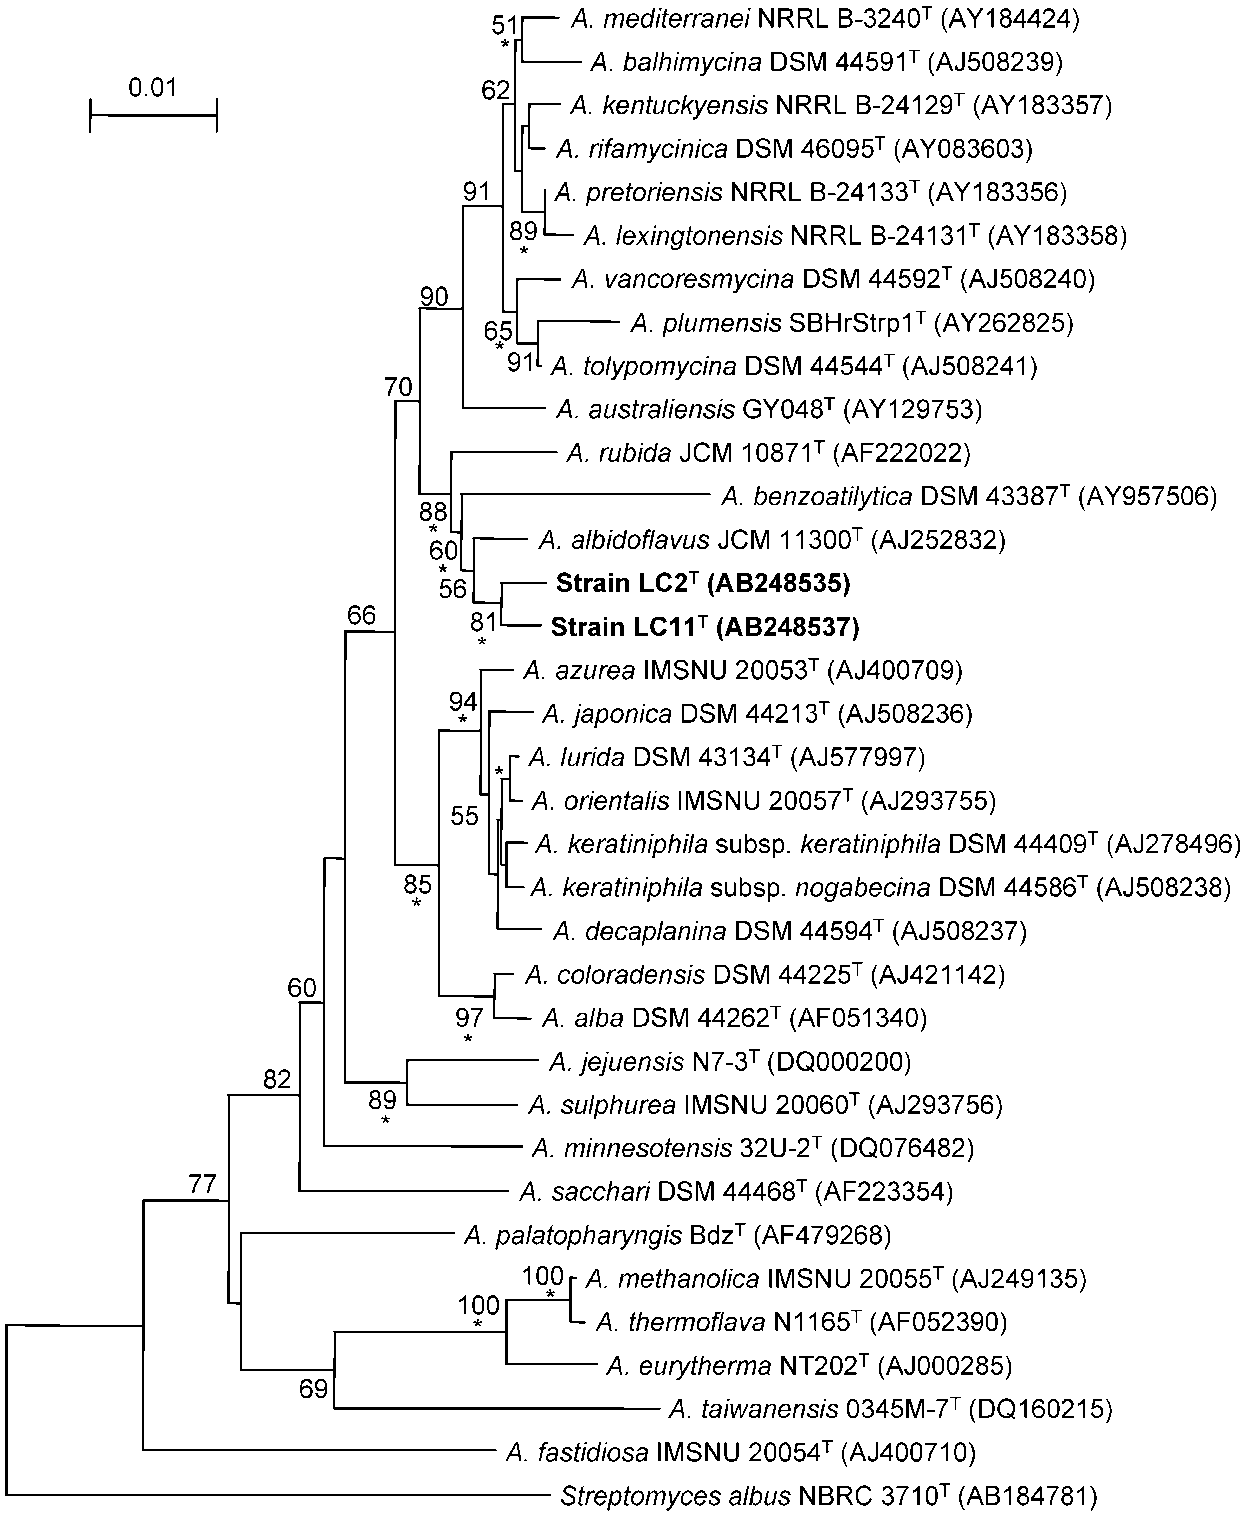 51
*
A. mediterranei NRRL B-3240ᵀ (AY184424)
A. balhimycina DSM 44591ᵀ (AJ508239)
0.01
62
A. kentuckyensis NRRL B-24129ᵀ (AY183357)
A. rifamycinica DSM 46095ᵀ (AY083603)
91
A. pretoriensis NRRL B-24133ᵀ (AY183356)
89
*
A. lexingtonensis NRRL B-24131ᵀ (AY183358)
A. vancoresmycina DSM 44592ᵀ (AJ508240)
90
65
*
A. plumensis SBHrStrp1ᵀ (AY262825)
91
A. tolypomycina DSM 44544ᵀ (AJ508241)
70
A. australiensis GY048ᵀ (AY129753)
A. rubida JCM 10871ᵀ (AF222022)
A. benzoatilytica DSM 43387ᵀ (AY957506)
88
*
A. albidoflavus JCM 11300ᵀ (AJ252832)
60
*
56
Strain LC2ᵀ (AB248535)
66
81
*
Strain LC11ᵀ (AB248537)
A. azurea IMSNU 20053ᵀ (AJ400709)
94
*
A. japonica DSM 44213ᵀ (AJ508236)
A. lurida DSM 43134ᵀ (AJ577997)
*
A. orientalis IMSNU 20057ᵀ (AJ293755)
55
A. keratiniphila subsp. keratiniphila DSM 44409ᵀ (AJ278496)
85
*
A. keratiniphila subsp. nogabecina DSM 44586ᵀ (AJ508238)
A. decaplanina DSM 44594ᵀ (AJ508237)
A. coloradensis DSM 44225ᵀ (AJ421142)
60
97
*
A. alba DSM 44262ᵀ (AF051340)
A. jejuensis N7-3ᵀ (DQ000200)
82
89
*
A. sulphurea IMSNU 20060ᵀ (AJ293756)
A. minnesotensis 32U-2ᵀ (DQ076482)
77
A. sacchari DSM 44468ᵀ (AF223354)
A. palatopharyngis Bdzᵀ (AF479268)
100
*
A. methanolica IMSNU 20055ᵀ (AJ249135)
100
*
A. thermoflava N1165ᵀ (AF052390)
A. eurytherma NT202ᵀ (AJ000285)
69
A. taiwanensis 0345M-7ᵀ (DQ160215)
A. fastidiosa IMSNU 20054ᵀ (AJ400710)
Streptomyces albus NBRC 3710ᵀ (AB184781)